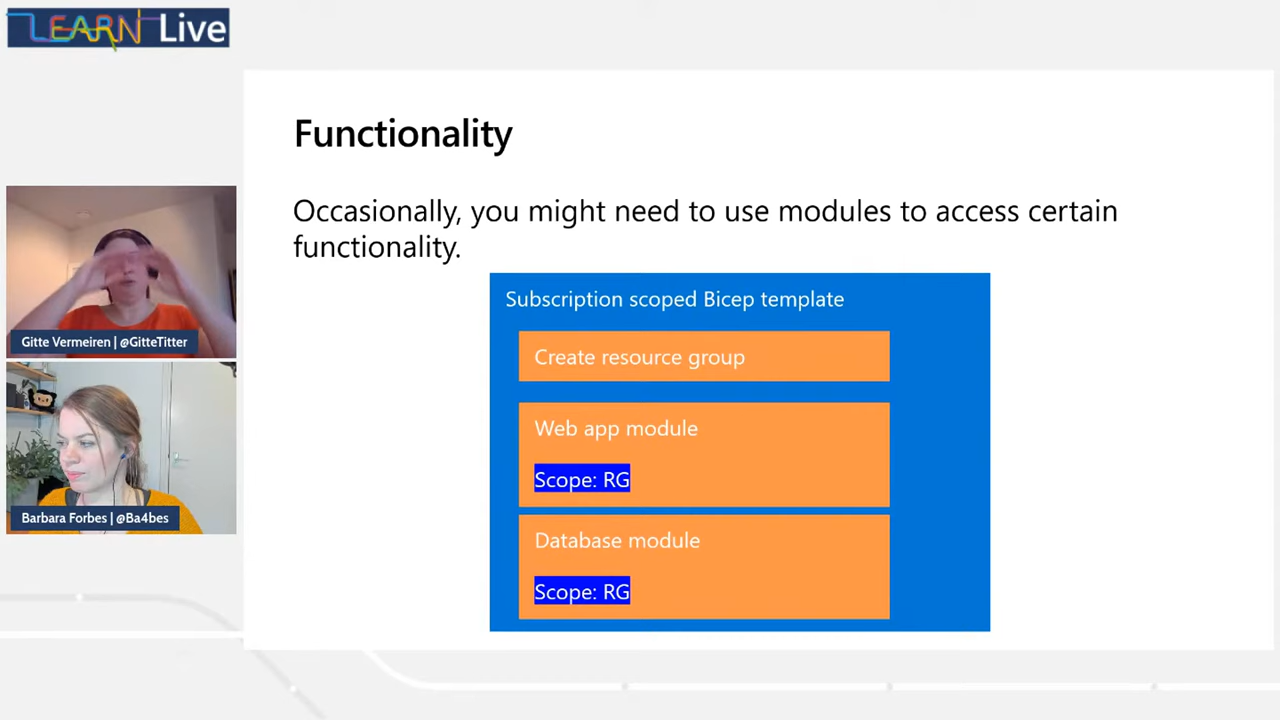 LEARN Live
Functionality
Occasionally, you might need to use modules to access certain
functionality.
Subscription scoped Bicep template
Create resource group
Web app module
Scope: RG
Database module
Scope: RG
Gitte Vermeiren | @GitteTitter
Barbara Forbes | @Ba4bes